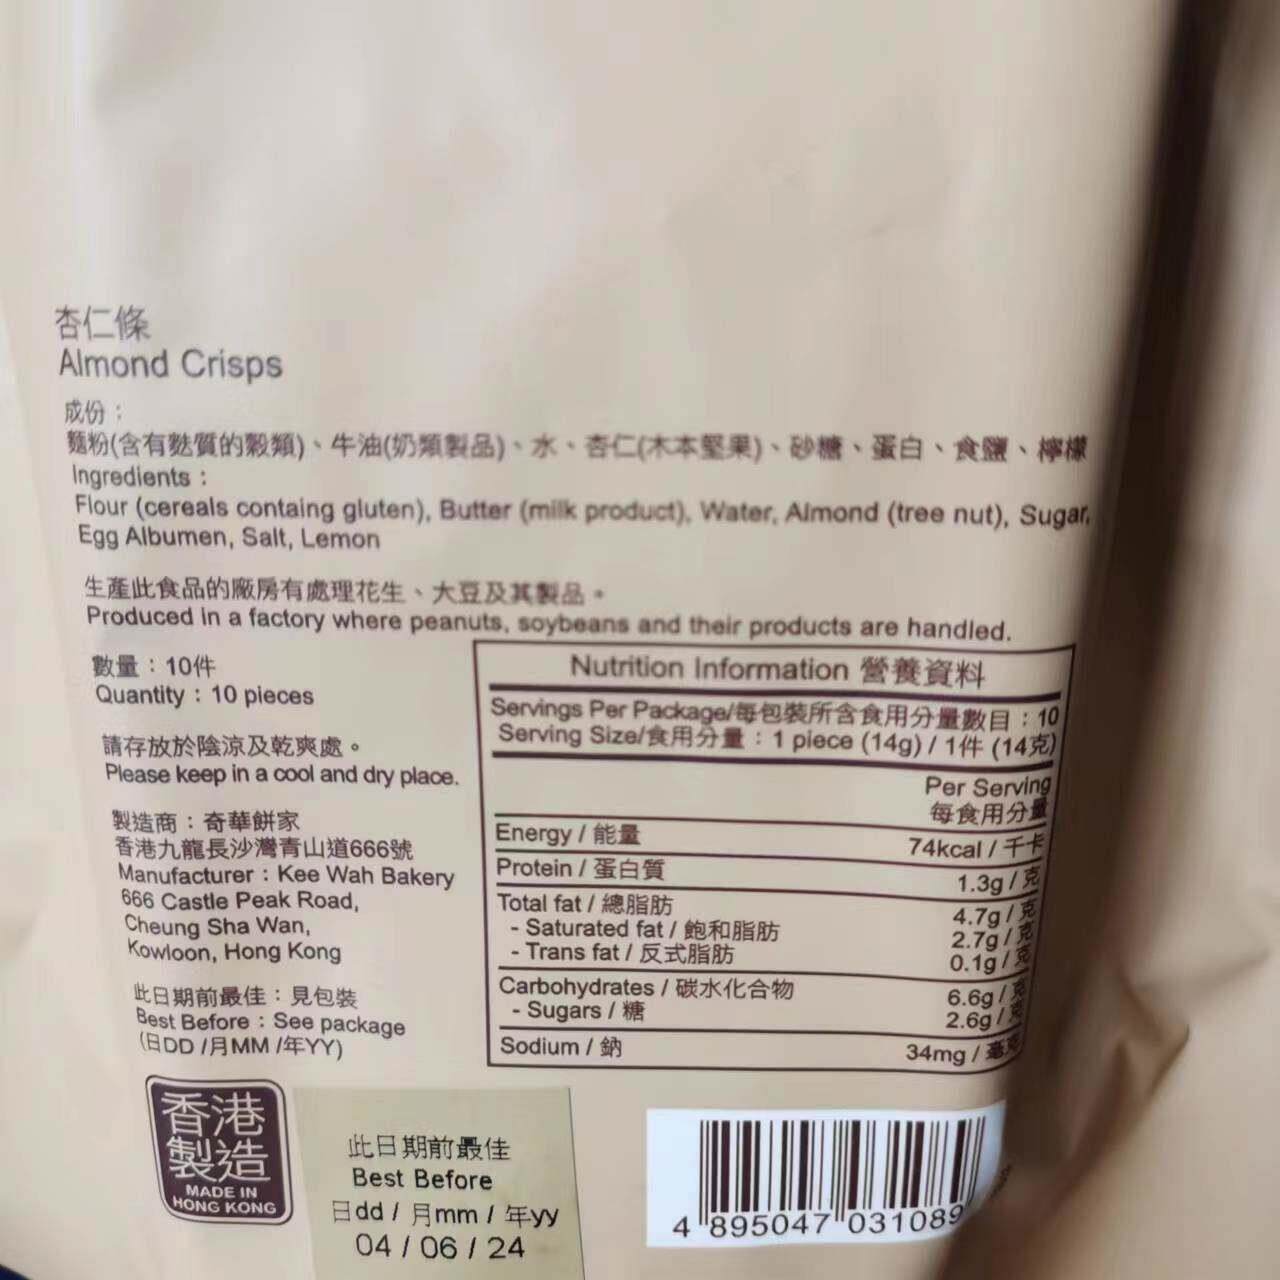 杏仁條
Almond Crisps
成份：
麵粉(含有麩質的穀類)、牛油(奶類製品)、水、杏仁(木本堅果)、砂糖、蛋白、食鹽、檸檬
Ingredients：
Flour (cereals containg gluten), Butter (milk product), Water, Almond (tree nut), Sugar,
Egg Albumen, Salt, Lemon
生產此食品的廠房有處理花生、大豆及其製品。
Produced in a factory where peanuts, soybeans and their products are handled.
數量：10件
Quantity：10 pieces
請存放於陰涼及乾爽處。
Please keep in a cool and dry place.
製造商：奇華餅家
香港九龍長沙灣青山道666號
Manufacturer：Kee Wah Bakery
666 Castle Peak Road,
Cheung Sha Wan,
Kowloon, Hong Kong
此日期前最佳：見包裝
Best Before：See package
(日DD /月MM /年YY)
Nutrition Information 營養資料
Servings Per Package/每包裝所含食用分量數目：10
Serving Size/食用分量：1 piece (14g) / 1件 (14克)
Per Serving
每食用分量
Energy / 能量 74kcal / 千卡
Protein / 蛋白質 1.3g / 克
Total fat / 總脂肪 4.7g / 克
- Saturated fat / 飽和脂肪 2.7g / 克
- Trans fat / 反式脂肪 0.1g / 克
Carbohydrates / 碳水化合物 6.6g / 克
- Sugars / 糖 2.6g / 克
Sodium / 鈉 34mg / 毫克
香港
製造
MADE IN
HONG KONG
此日期前最佳
Best Before
日dd / 月mm / 年yy
04 / 06 / 24
4 895047 031089